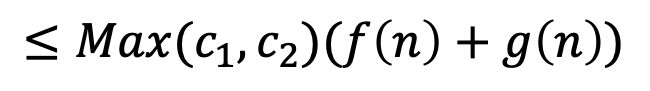 ≤ Max(c₁, c₂)(f(n) + g(n))